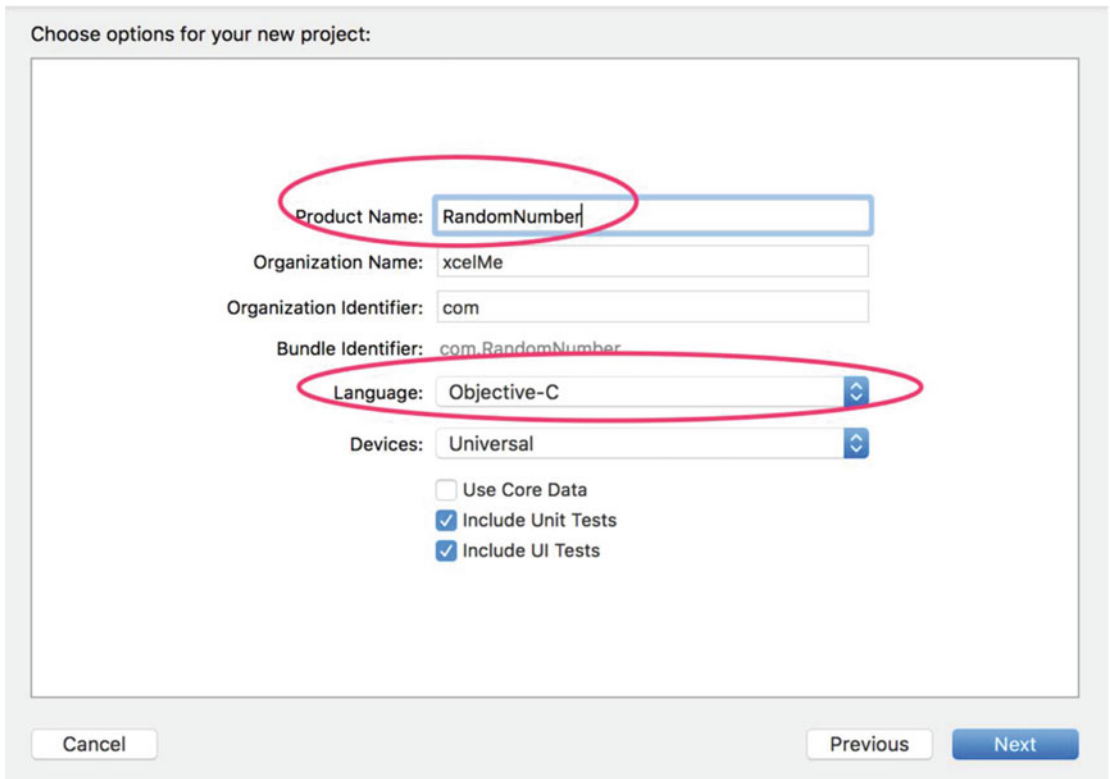 Choose options for your new project:
Product Name: RandomNumber
Organization Name: xcelMe
Organization Identifier: com
Bundle Identifier: com.RandomNumber
Language: Objective-C
Devices: Universal
Use Core Data
Include Unit Tests
Include UI Tests
Cancel Previous Next